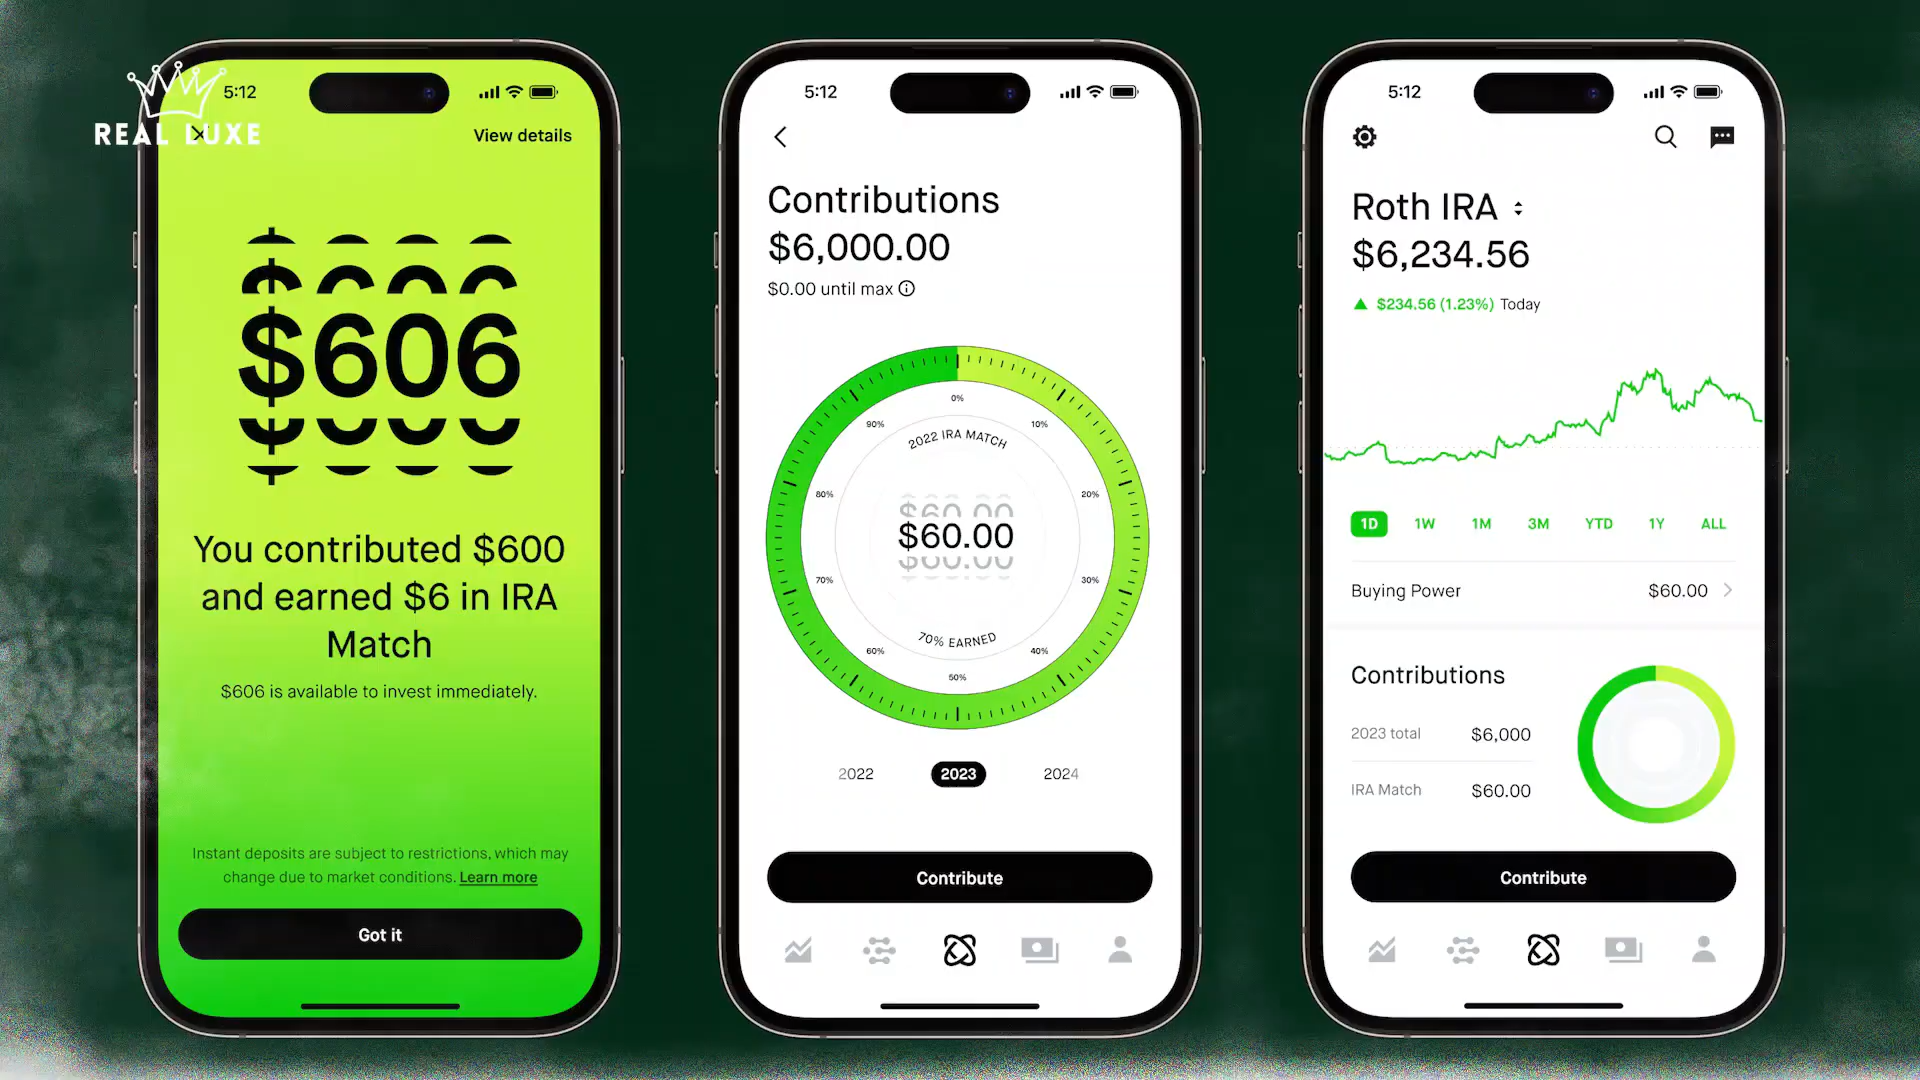 REAL LUXE
5:12
View details
$606
You contributed $600
and earned $6 in IRA
Match
$606 is available to invest immediately.
Instant deposits are subject to restrictions, which may
change due to market conditions. Learn more
Got it
5:12
Contributions
$6,000.00
$0.00 until max
0%
10%
20%
30%
40%
50%
60%
70%
80%
90%
2022 IRA MATCH
$60.00
70% EARNED
2022 2023 2024
Contribute
5:12
Roth IRA
$6,234.56
$234.56 (1.23%) Today
1D 1W 1M 3M YTD 1Y ALL
Buying Power $60.00
Contributions
2023 total $6,000
IRA Match $60.00
Contribute